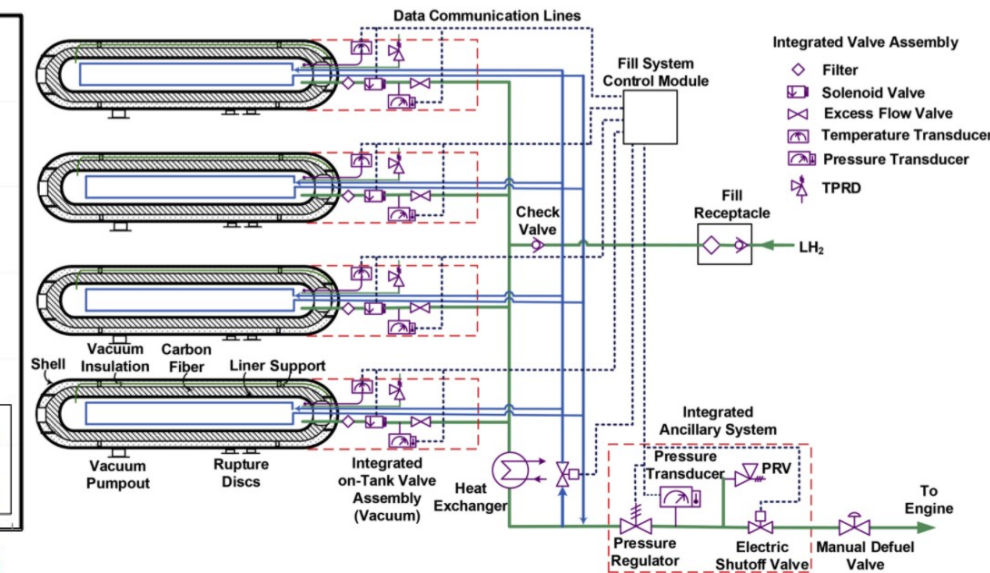 Data Communication Lines
Fill System
Control Module
Integrated Valve Assembly
Filter
Solenoid Valve
Excess Flow Valve
Temperature Transducer
Pressure Transducer
TPRD
Check
Valve
Fill
Receptacle
LH2
Shell
Vacuum
Insulation
Carbon
Fiber
Liner Support
Vacuum
Pumpout
Rupture
Discs
Integrated
on-Tank Valve
Assembly
(Vacuum)
Heat
Exchanger
Integrated
Ancillary System
Pressure
Transducer
PRV
Pressure
Regulator
Electric
Shutoff Valve
Manual Defuel
Valve
To
Engine